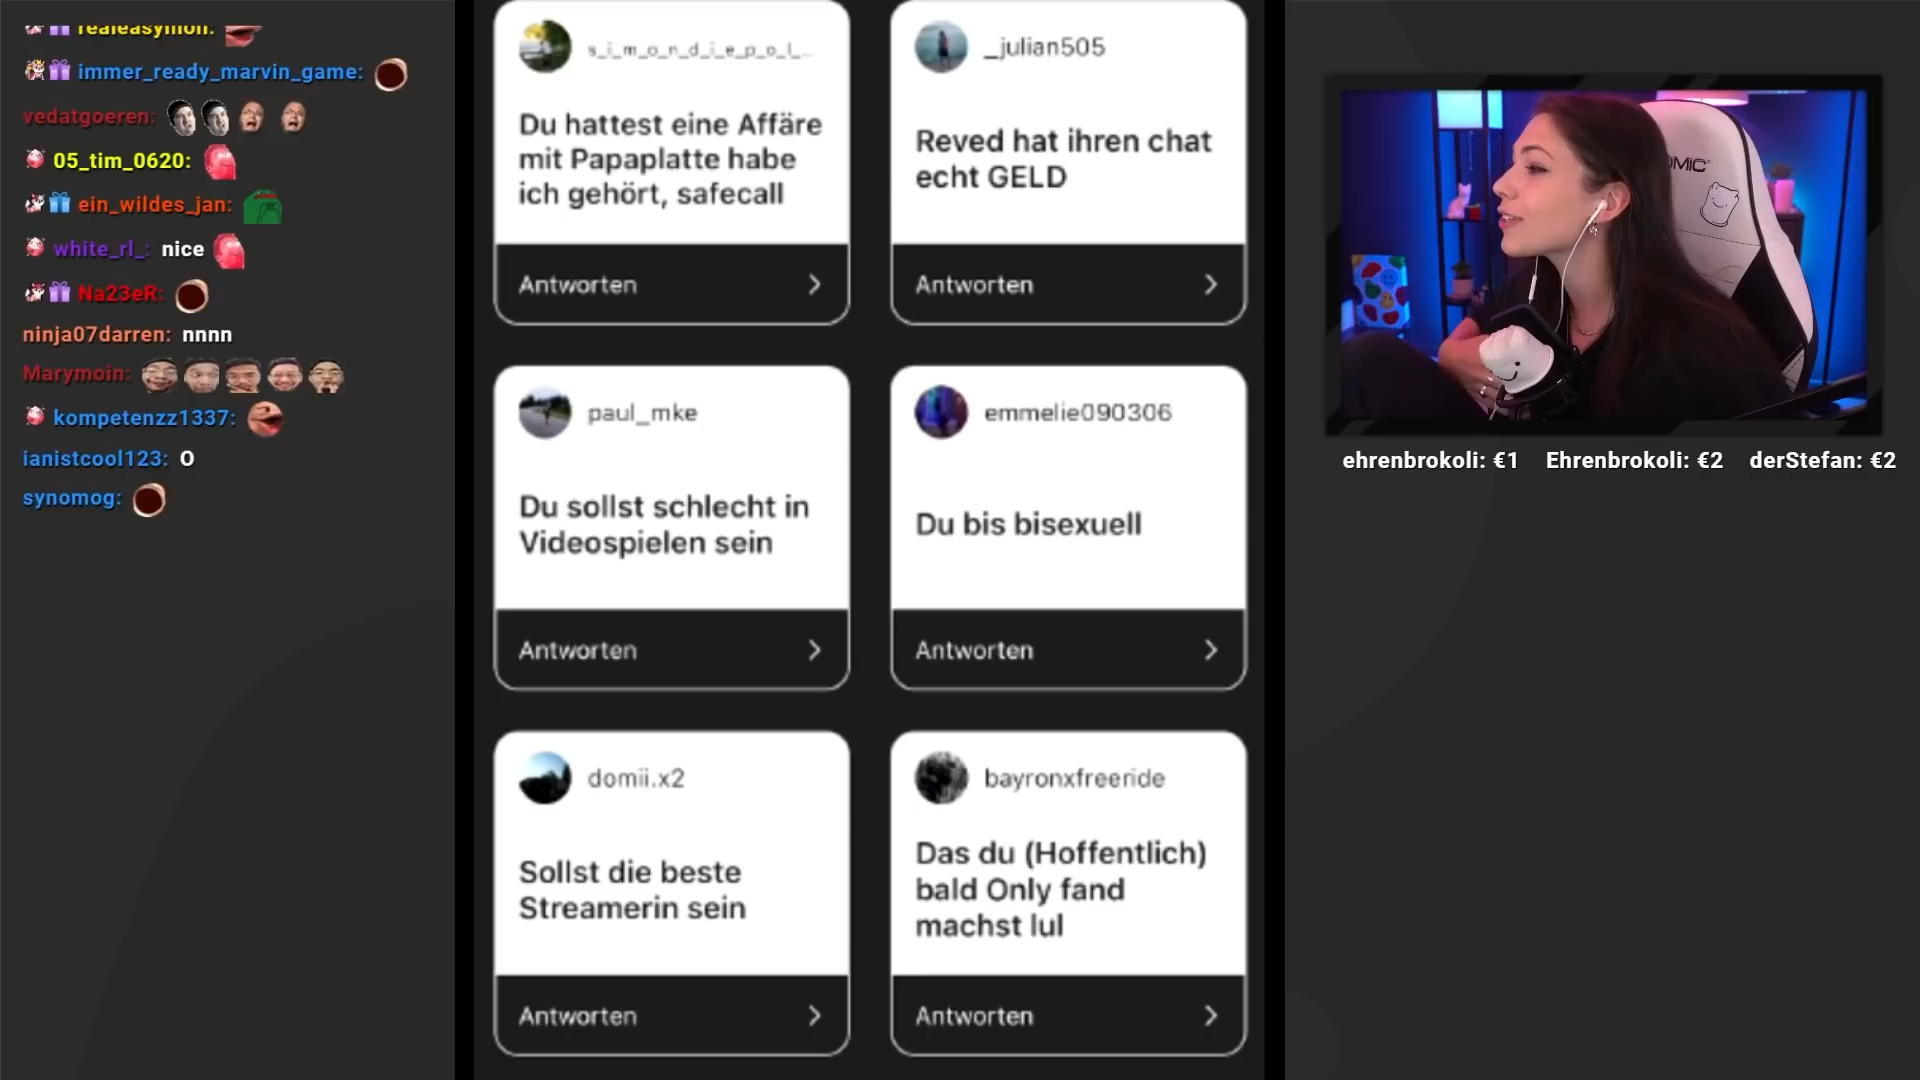 realeasymon:
immer_ready_marvin_game:
vedatgoeren:
05_tim_0620:
ein_wildes_jan:
white_rl_: nice
Na23eR:
ninja07darren: nnnn
Marymoin:
kompetenzz1337:
ianistcool123: O
synomog:
s_i_m_o_n_d_i_e_p_o_l_...
Du hattest eine Affäre
mit Papaplatte habe
ich gehört, safecall
Antworten
_julian505
Reved hat ihren chat
echt GELD
Antworten
paul_mke
Du sollst schlecht in
Videospielen sein
Antworten
emmelie090306
Du bis bisexuell
Antworten
domii.x2
Sollst die beste
Streamerin sein
Antworten
bayronxfreeride
Das du (Hoffentlich)
bald Only fand
machst lul
Antworten
ehrenbrokoli: €1 Ehrenbrokoli: €2 derStefan: €2